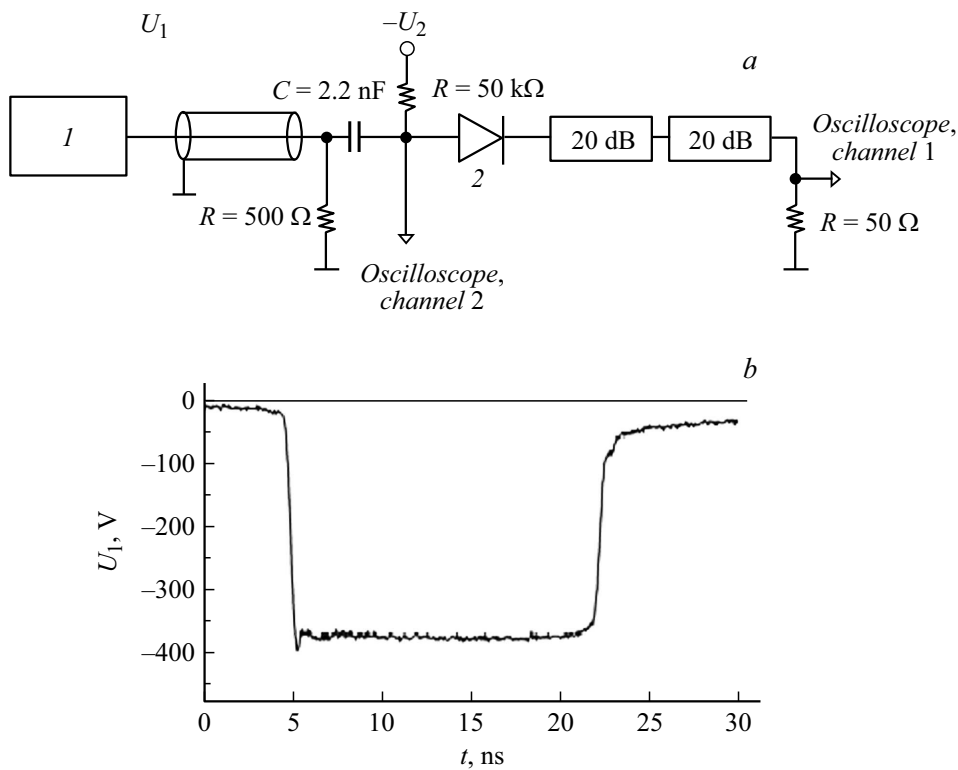 U₁
–U₂
a
C = 2.2 nF
R = 50 kΩ
1
20 dB
20 dB
Oscilloscope,
channel 1
2
R = 500 Ω
R = 50 Ω
Oscilloscope,
channel 2
b
0
–100
–200
–300
–400
U₁, V
0
5
10
15
20
25
30
t, ns